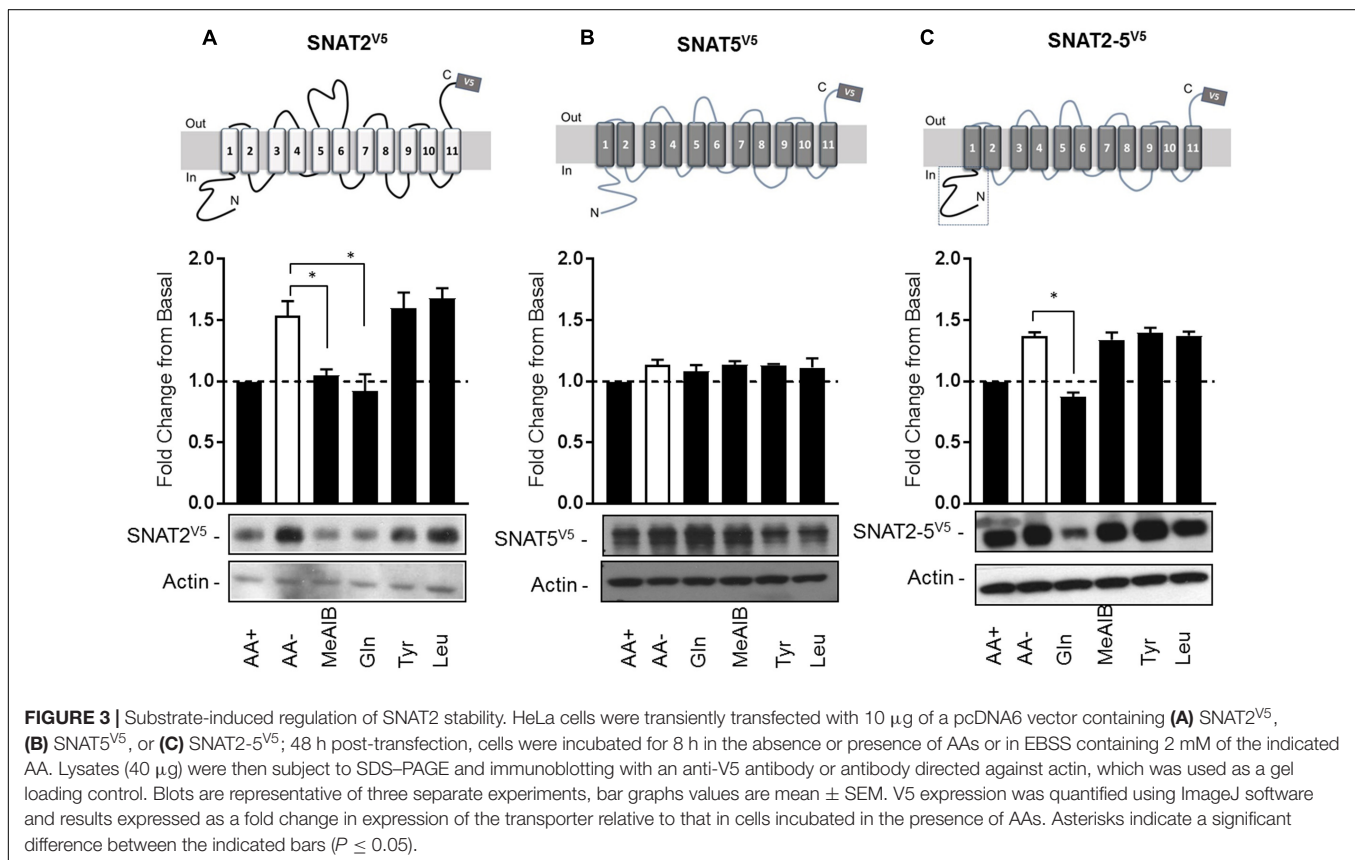 A
SNAT2V5
B
SNAT5V5
C
SNAT2-5V5
C V5
Out
1 2 3 4 5 6 7 8 9 10 11
In
N
C V5
Out
1 2 3 4 5 6 7 8 9 10 11
In
N
C V5
Out
1 2 3 4 5 6 7 8 9 10 11
In
N
Fold Change from Basal
2.0
1.5
1.0
0.5
0.0
* *
SNAT2V5 -
Actin -
AA+ AA- MeAIB Gln Tyr Leu
Fold Change from Basal
2.0
1.5
1.0
0.5
0.0
SNAT5V5 -
Actin -
AA+ AA- Gln MeAIB Tyr Leu
Fold Change from Basal
2.0
1.5
1.0
0.5
0.0
*
SNAT2-5V5 -
Actin -
AA+ AA- Gln MeAIB Tyr Leu
FIGURE 3 | Substrate-induced regulation of SNAT2 stability. HeLa cells were transiently transfected with 10 μg of a pcDNA6 vector containing (A) SNAT2V5,
(B) SNAT5V5, or (C) SNAT2-5V5; 48 h post-transfection, cells were incubated for 8 h in the absence or presence of AAs or in EBSS containing 2 mM of the indicated
AA. Lysates (40 μg) were then subject to SDS–PAGE and immunoblotting with an anti-V5 antibody or antibody directed against actin, which was used as a gel
loading control. Blots are representative of three separate experiments, bar graphs values are mean ± SEM. V5 expression was quantified using ImageJ software
and results expressed as a fold change in expression of the transporter relative to that in cells incubated in the presence of AAs. Asterisks indicate a significant
difference between the indicated bars (P ≤ 0.05).